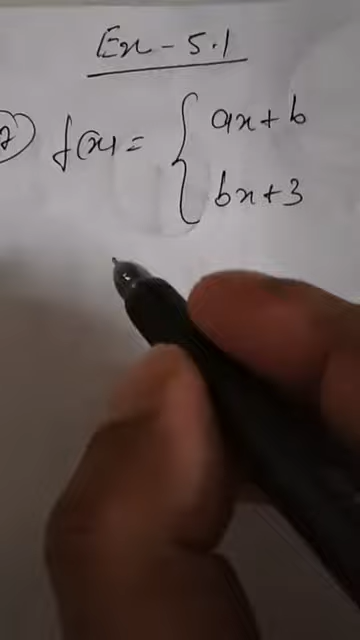 Ex - 5.1
f(x) = { ax + b
bx + 3